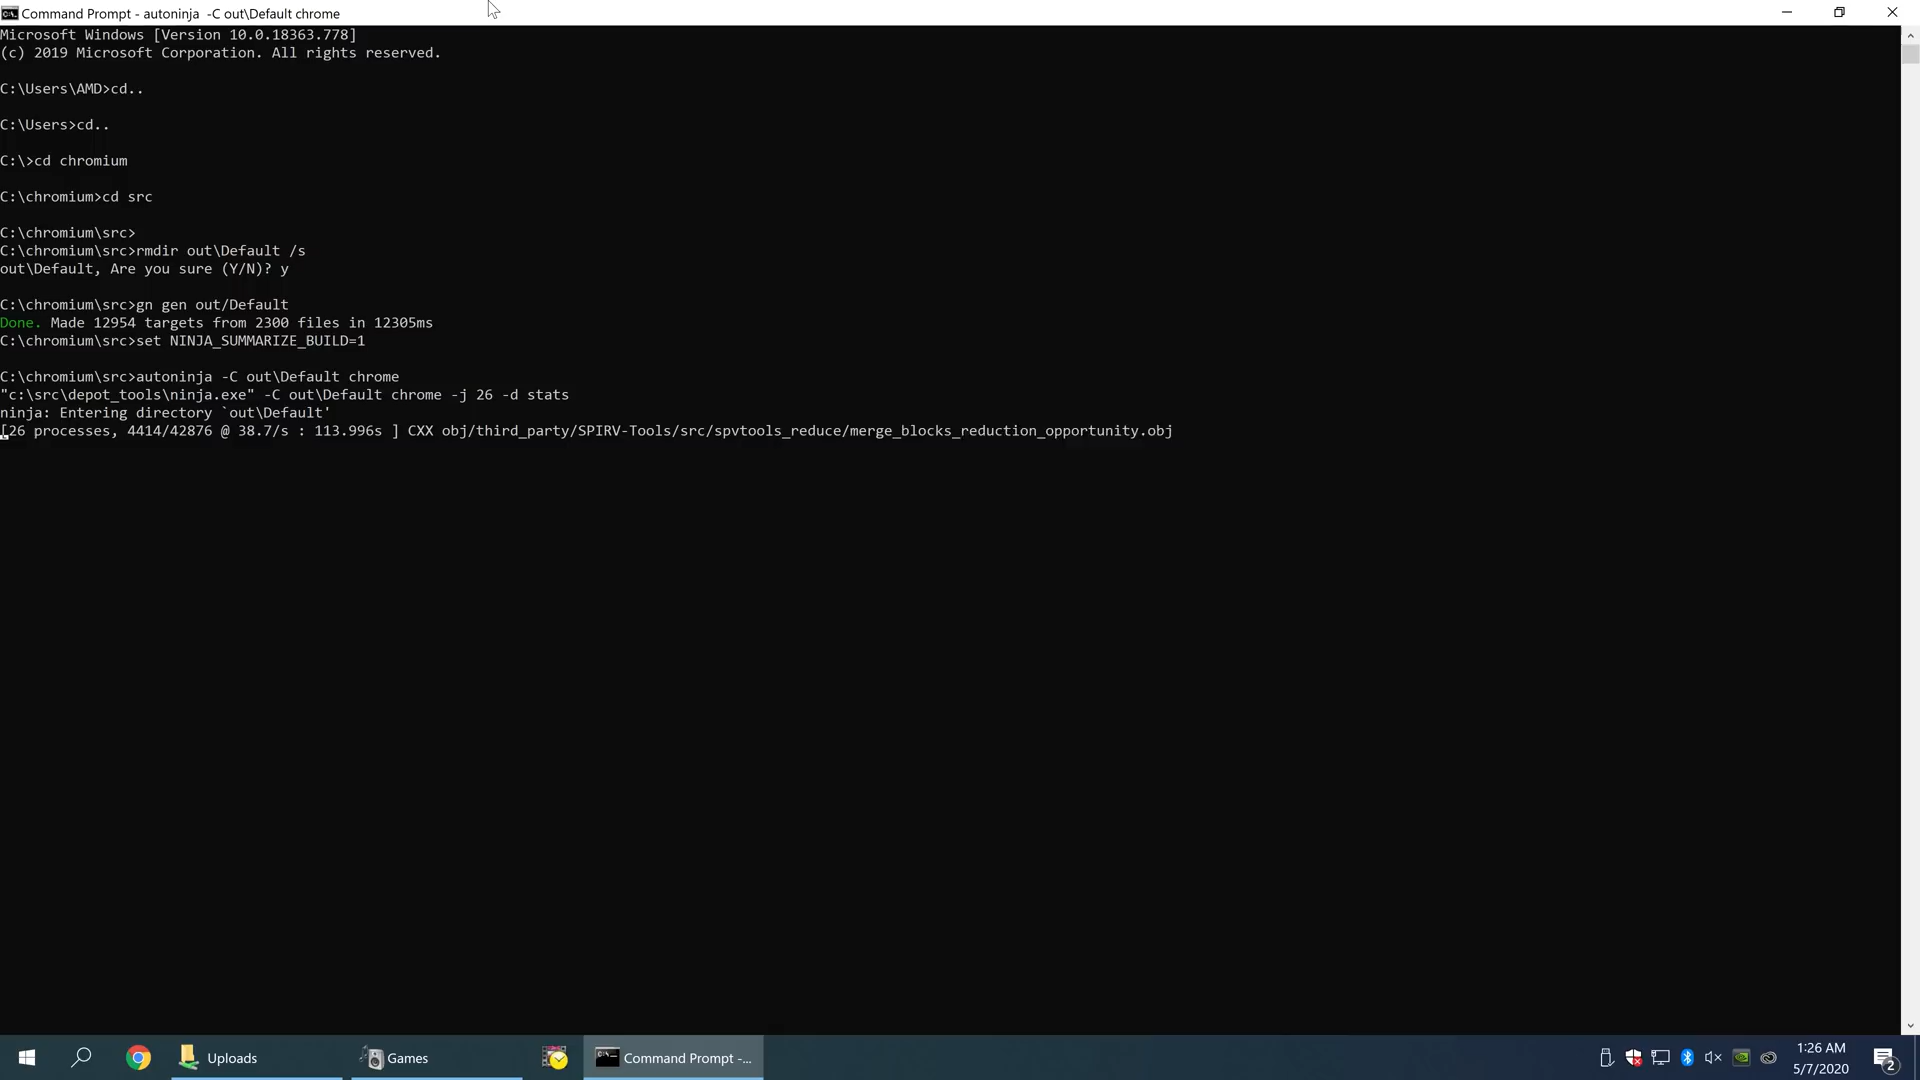 Command Prompt - autoninja  -C out\Default chrome
Microsoft Windows [Version 10.0.18363.778]
(c) 2019 Microsoft Corporation. All rights reserved.
C:\Users\AMD>cd..
C:\Users>cd..
C:\>cd chromium
C:\chromium>cd src
C:\chromium\src>
C:\chromium\src>rmdir out\Default /s
out\Default, Are you sure (Y/N)? y
C:\chromium\src>gn gen out/Default
Done. Made 12954 targets from 2300 files in 12305ms
C:\chromium\src>set NINJA_SUMMARIZE_BUILD=1
C:\chromium\src>autoninja -C out\Default chrome
"c:\src\depot_tools\ninja.exe" -C out\Default chrome -j 26 -d stats
ninja: Entering directory `out\Default'
[26 processes, 4414/42876 @ 38.7/s : 113.996s ] CXX obj/third_party/SPIRV-Tools/src/spvtools_reduce/merge_blocks_reduction_opportunity.obj
Uploads
Games
Command Prompt -...
1:26 AM
5/7/2020
2